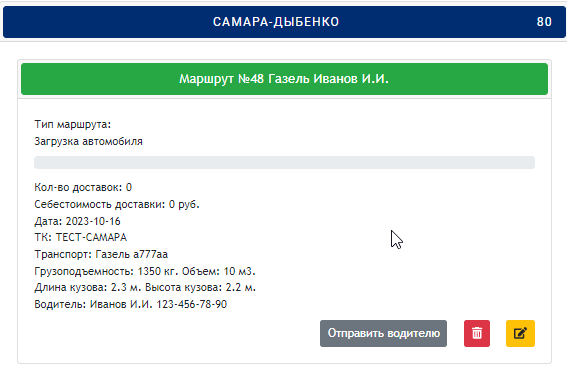 САМАРА-ДЫБЕНКО 80
Маршрут №48 Газель Иванов И.И.
Тип маршрута:
Загрузка автомобиля
Кол-во доставок: 0
Себестоимость доставки: 0 руб.
Дата: 2023-10-16
ТК: ТЕСТ-САМАРА
Транспорт: Газель а777аа
Грузоподъемность: 1350 кг. Объем: 10 м3.
Длина кузова: 2.3 м. Высота кузова: 2.2 м.
Водитель: Иванов И.И. 123-456-78-90
Отправить водителю